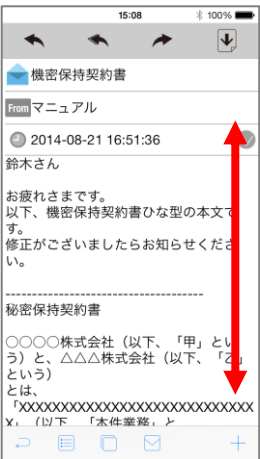 15:08
100%
機密保持契約書
From マニュアル
2014-08-21 16:51:36
鈴木さん
お疲れさまです。
以下、機密保持契約書ひな型の本文で
す。
修正がございましたらお知らせくださ
い。
-------------------------------------
秘密保持契約書
○○○○株式会社（以下、「甲」とい
う）と、△△△株式会社（以下、「乙」
という）
とは、
「XXXXXXXXXXXXXXXXXXXXXXXXXXX
X」（以下、「本件業務」と